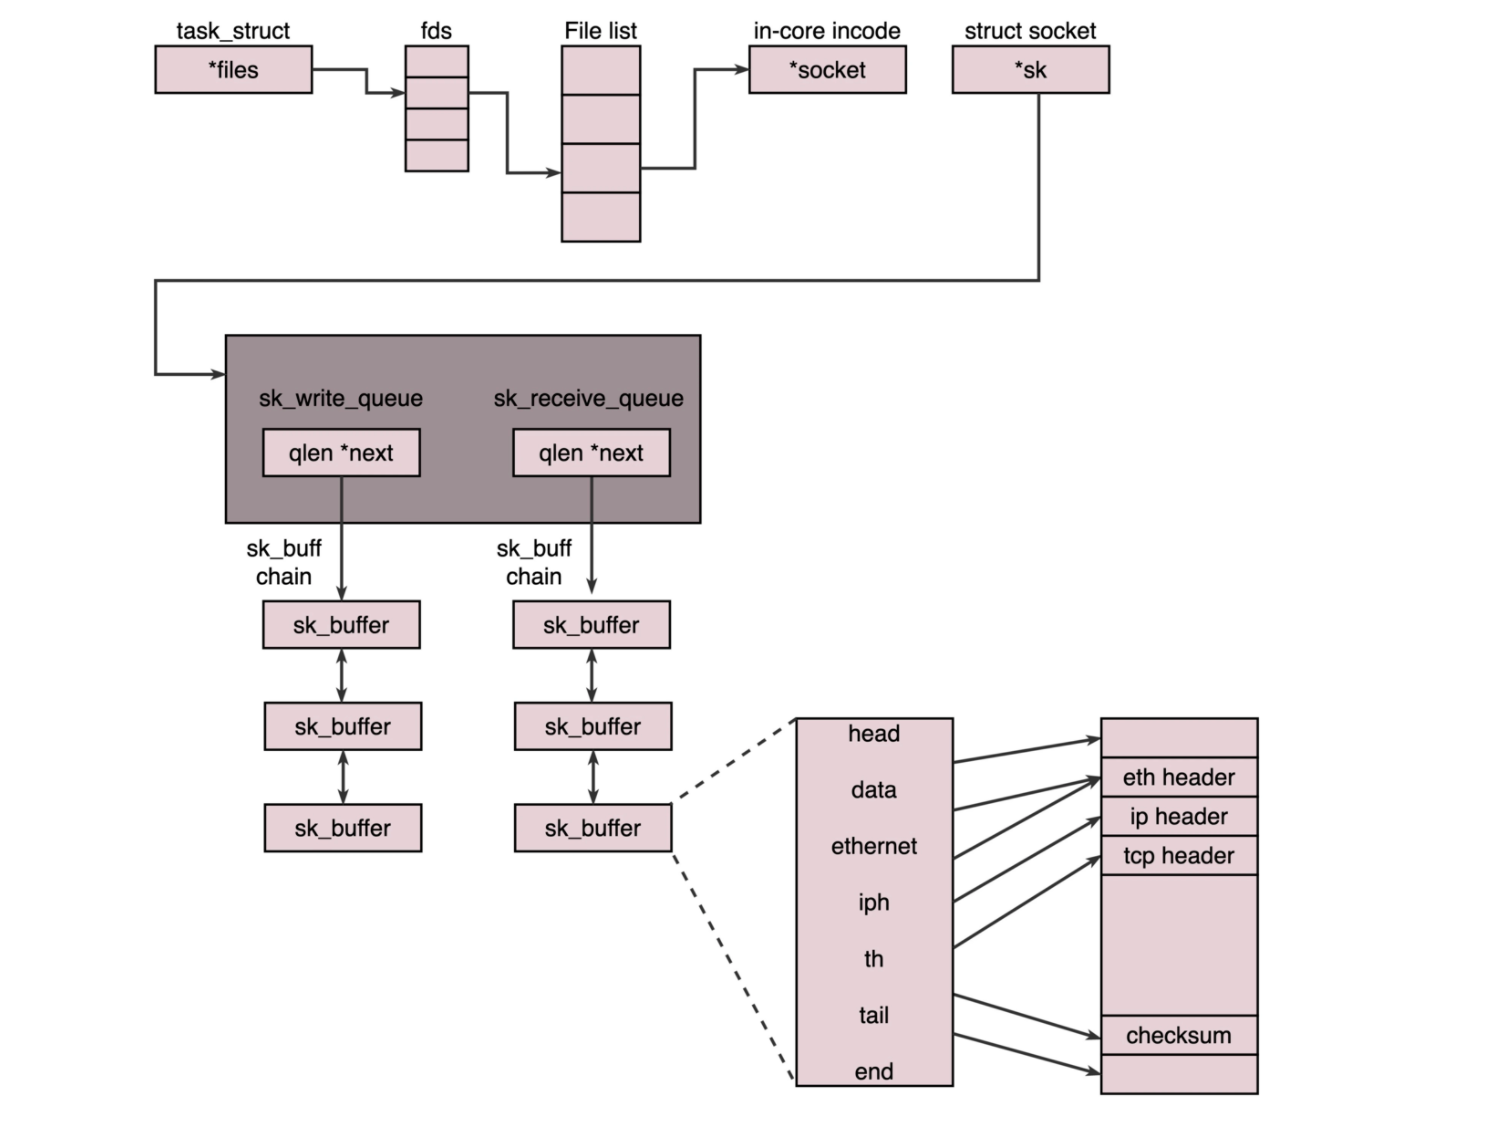 task_struct
fds
File list
in-core incode
struct socket
*files
*socket
*sk
sk_write_queue
sk_receive_queue
qlen *next
qlen *next
sk_buff
chain
sk_buff
chain
sk_buffer
sk_buffer
sk_buffer
sk_buffer
sk_buffer
sk_buffer
head
data
ethernet
iph
th
tail
end
eth header
ip header
tcp header
checksum